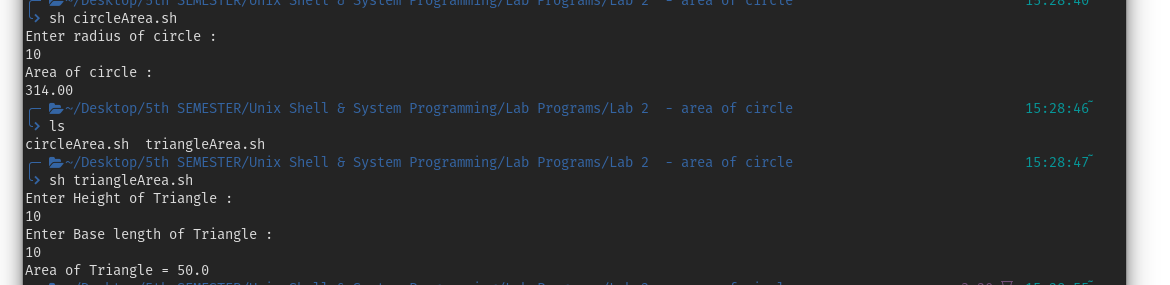 ~/Desktop/5th SEMESTER/Unix Shell & System Programming/Lab Programs/Lab 2  - area of circle 15:28:40
sh circleArea.sh
Enter radius of circle :
10
Area of circle :
314.00
~/Desktop/5th SEMESTER/Unix Shell & System Programming/Lab Programs/Lab 2  - area of circle 15:28:46
ls
circleArea.sh  triangleArea.sh
~/Desktop/5th SEMESTER/Unix Shell & System Programming/Lab Programs/Lab 2  - area of circle 15:28:47
sh triangleArea.sh
Enter Height of Triangle :
10
Enter Base length of Triangle :
10
Area of Triangle = 50.0